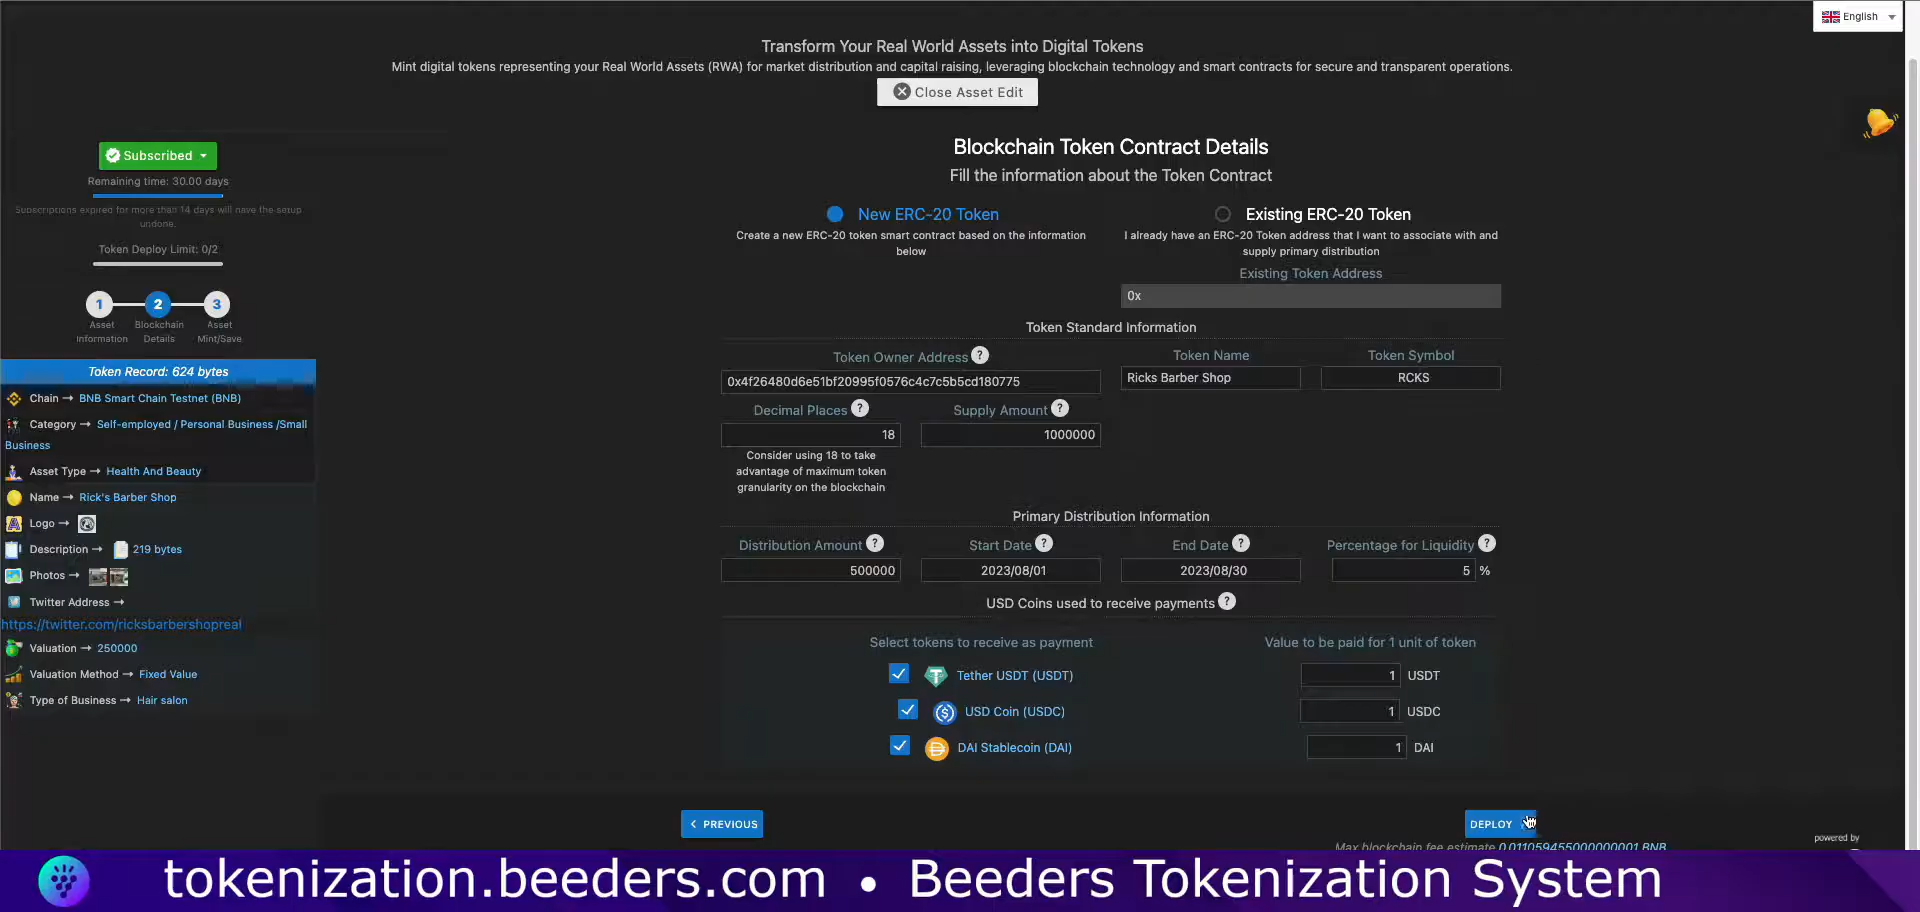 English
Transform Your Real World Assets into Digital Tokens
Mint digital tokens representing your Real World Assets (RWA) for market distribution and capital raising, leveraging blockchain technology and smart contracts for secure and transparent operations.
Close Asset Edit
Subscribed
Remaining time: 30.00 days
Subscriptions expired for more than 14 days will have the setup
undone.
Token Deploy Limit: 0/2
1 2 3
Asset Information
Blockchain Details
Asset Mint/Save
Token Record: 624 bytes
Chain → BNB Smart Chain Testnet (BNB)
Category → Self-employed / Personal Business /Small
Business
Asset Type → Health And Beauty
Name → Rick's Barber Shop
Logo →
Description → 219 bytes
Photos →
Twitter Address →
https://twitter.com/ricksbarbershopreal
Valuation → 250000
Valuation Method → Fixed Value
Type of Business → Hair salon
Blockchain Token Contract Details
Fill the information about the Token Contract
New ERC-20 Token
Create a new ERC-20 token smart contract based on the information
below
Existing ERC-20 Token
I already have an ERC-20 Token address that I want to associate with and
supply primary distribution
Existing Token Address
0x
Token Standard Information
Token Owner Address ?
0x4f26480d6e51bf20995f0576c4c7c5b5cd180775
Token Name
Ricks Barber Shop
Token Symbol
RCKS
Decimal Places ?
18
Consider using 18 to take
advantage of maximum token
granularity on the blockchain
Supply Amount ?
1000000
Primary Distribution Information
Distribution Amount ?
500000
Start Date ?
2023/08/01
End Date ?
2023/08/30
Percentage for Liquidity ?
5 %
USD Coins used to receive payments ?
Select tokens to receive as payment
Value to be paid for 1 unit of token
Tether USDT (USDT) 1 USDT
USD Coin (USDC) 1 USDC
DAI Stablecoin (DAI) 1 DAI
PREVIOUS
DEPLOY
Max blockchain fee estimate 0.011059455000000001 BNB
powered by
tokenization.beeders.com • Beeders Tokenization System